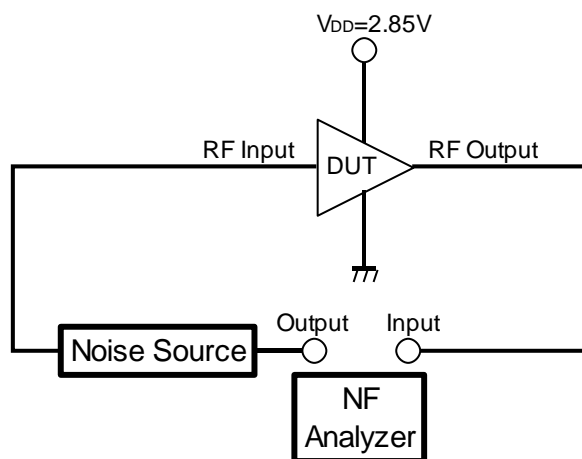 VDD=2.85V
RF Input
DUT
RF Output
Output
Input
Noise Source
NF
Analyzer